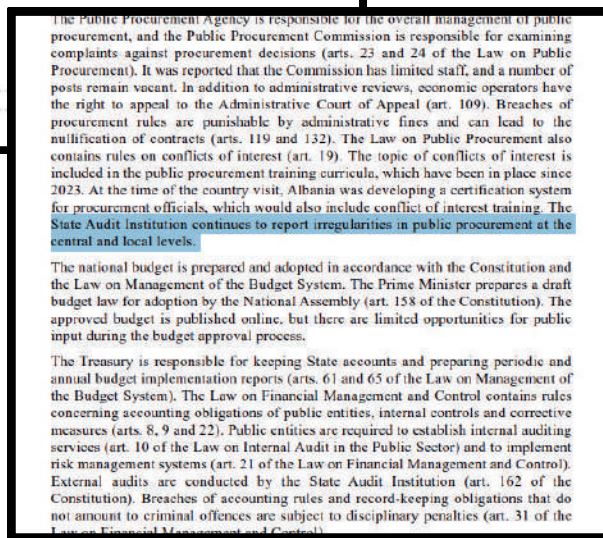 The Public Procurement Agency is responsible for the overall management of public
procurement, and the Public Procurement Commission is responsible for examining
complaints against procurement decisions (arts. 23 and 24 of the Law on Public
Procurement). It was reported that the Commission has limited staff, and a number of
posts remain vacant. In addition to administrative reviews, economic operators have
the right to appeal to the Administrative Court of Appeal (art. 109). Breaches of
procurement rules are punishable by administrative fines and can lead to the
nullification of contracts (arts. 119 and 132). The Law on Public Procurement also
contains rules on conflicts of interest (art. 19). The topic of conflicts of interest is
included in the public procurement training curricula, which have been in place since
2023. At the time of the country visit, Albania was developing a certification system
for procurement officials, which would also include conflict of interest training. The
State Audit Institution continues to report irregularities in public procurement at the
central and local levels.
The national budget is prepared and adopted in accordance with the Constitution and
the Law on Management of the Budget System. The Prime Minister prepares a draft
budget law for adoption by the National Assembly (art. 158 of the Constitution). The
approved budget is published online, but there are limited opportunities for public
input during the budget approval process.
The Treasury is responsible for keeping State accounts and preparing periodic and
annual budget implementation reports (arts. 61 and 65 of the Law on Management of
the Budget System). The Law on Financial Management and Control contains rules
concerning accounting obligations of public entities, internal controls and corrective
measures (arts. 8, 9 and 22). Public entities are required to establish internal auditing
services (art. 10 of the Law on Internal Audit in the Public Sector) and to implement
risk management systems (art. 21 of the Law on Financial Management and Control).
External audits are conducted by the State Audit Institution (art. 162 of the
Constitution). Breaches of accounting rules and record-keeping obligations that do
not amount to criminal offences are subject to disciplinary penalties (art. 31 of the
Law on Financial Management and Control).